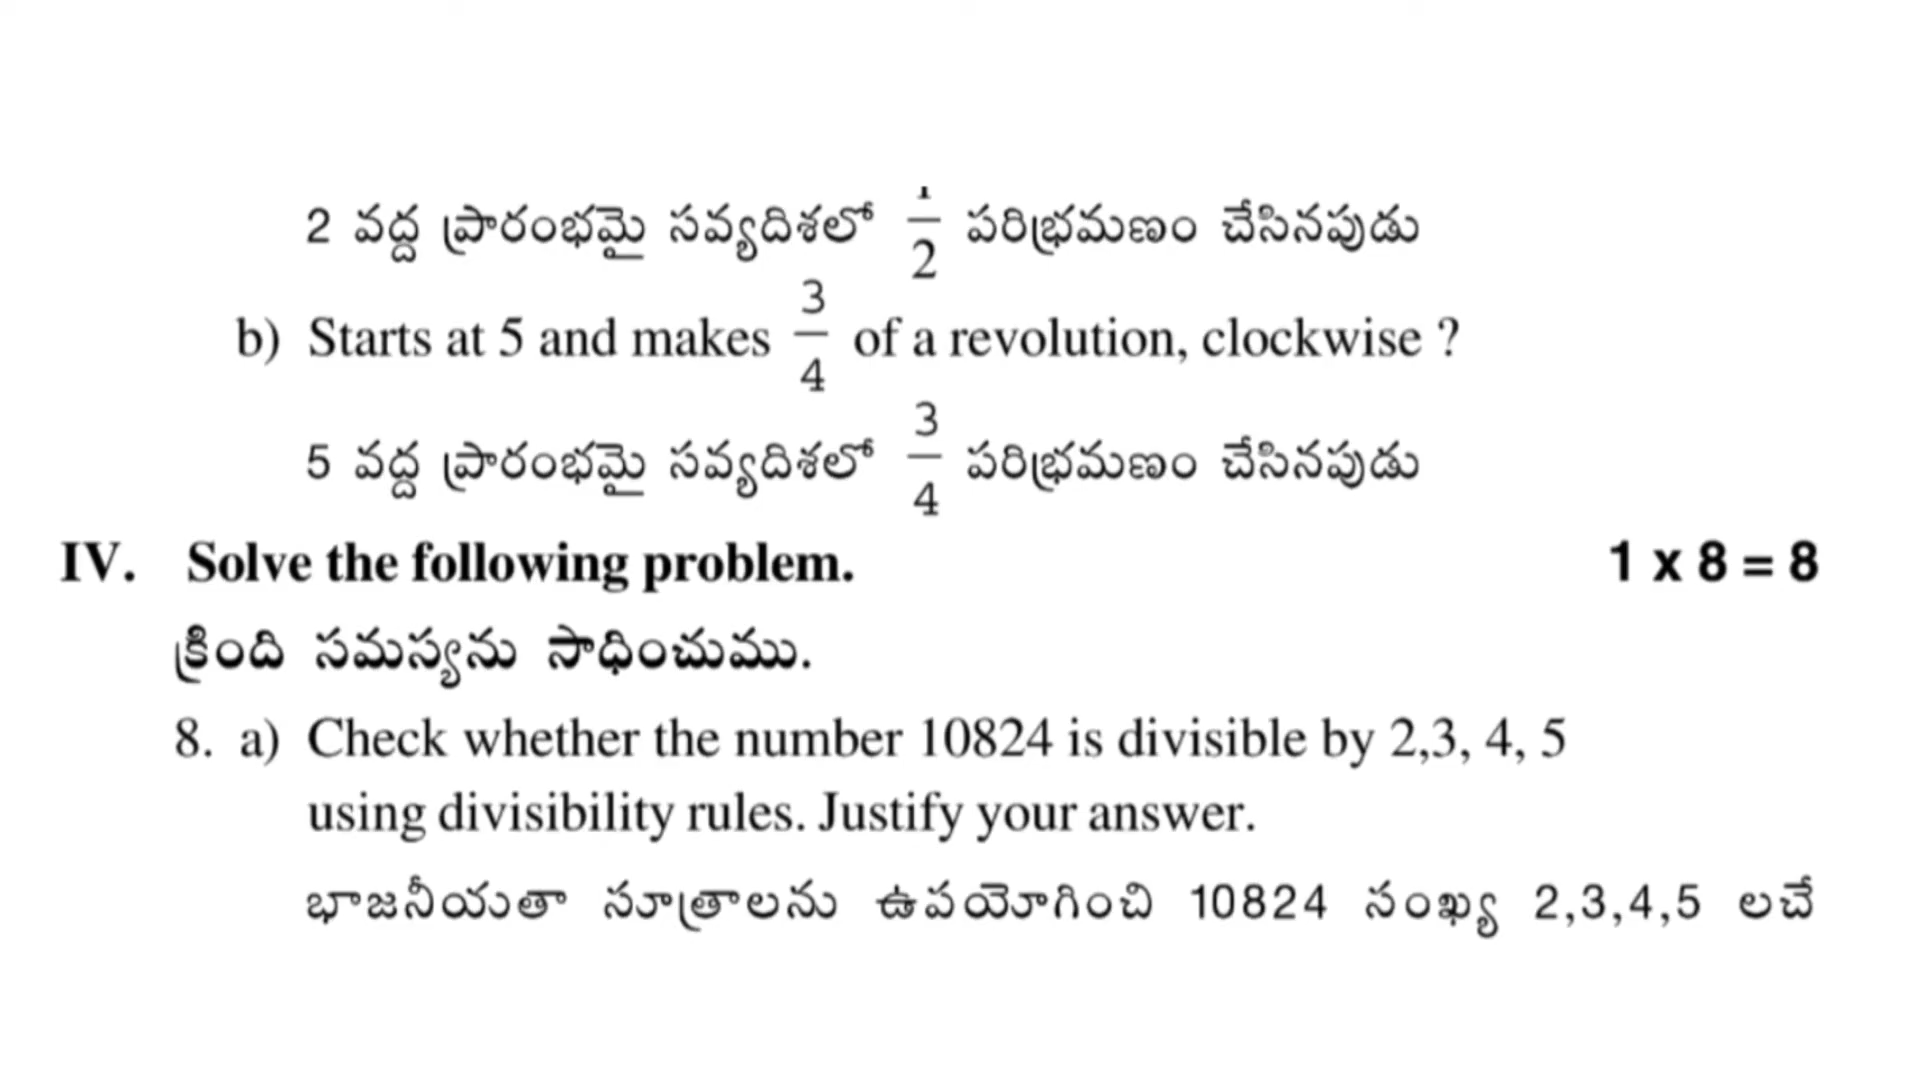 2 వద్ద ప్రారంభమై సవ్యదిశలో 1/2 పరిభ్రమణం చేసినపుడు
b) Starts at 5 and makes 3/4 of a revolution, clockwise ?
5 వద్ద ప్రారంభమై సవ్యదిశలో 3/4 పరిభ్రమణం చేసినపుడు
IV. Solve the following problem. 1 x 8 = 8
క్రింది సమస్యను సాధించుము.
8. a) Check whether the number 10824 is divisible by 2,3, 4, 5
using divisibility rules. Justify your answer.
భాజనీయతా సూత్రాలను ఉపయోగించి 10824 సంఖ్య 2,3,4,5 లచే